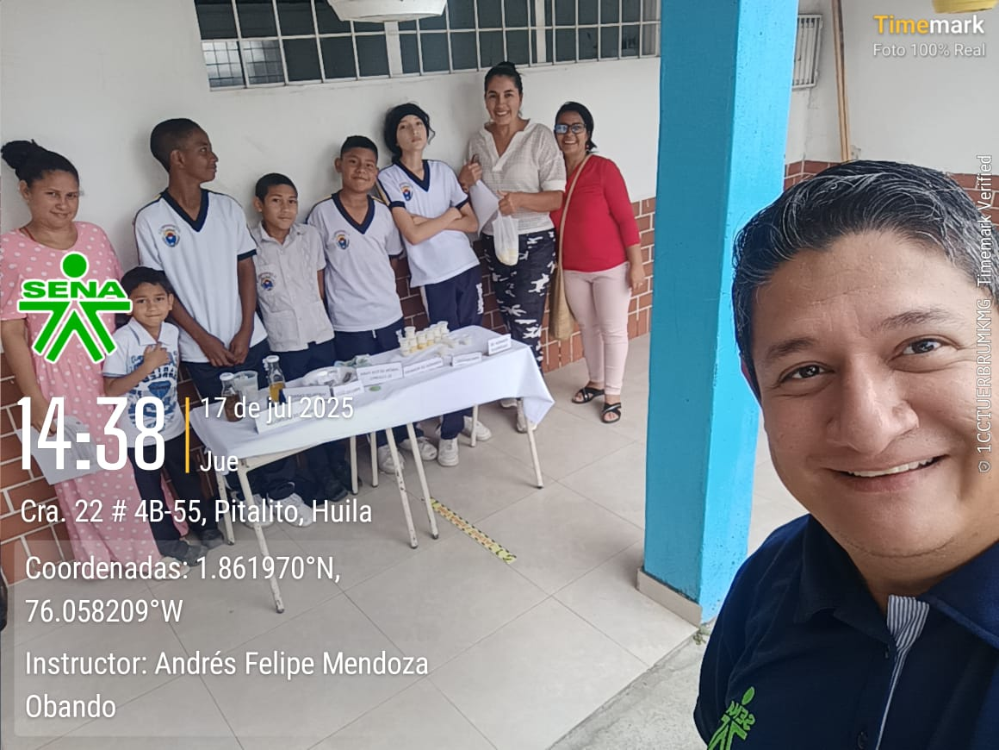 Timemark
Foto 100% Real
SENA
14:38
17 de jul 2025
Jue
Cra. 22 # 4B-55, Pitalito, Huila
Coordenadas: 1.861970°N,
76.058209°W
Instructor: Andrés Felipe Mendoza
Obando
1CCTUERBRUMKMG Timemark Verified
SENA